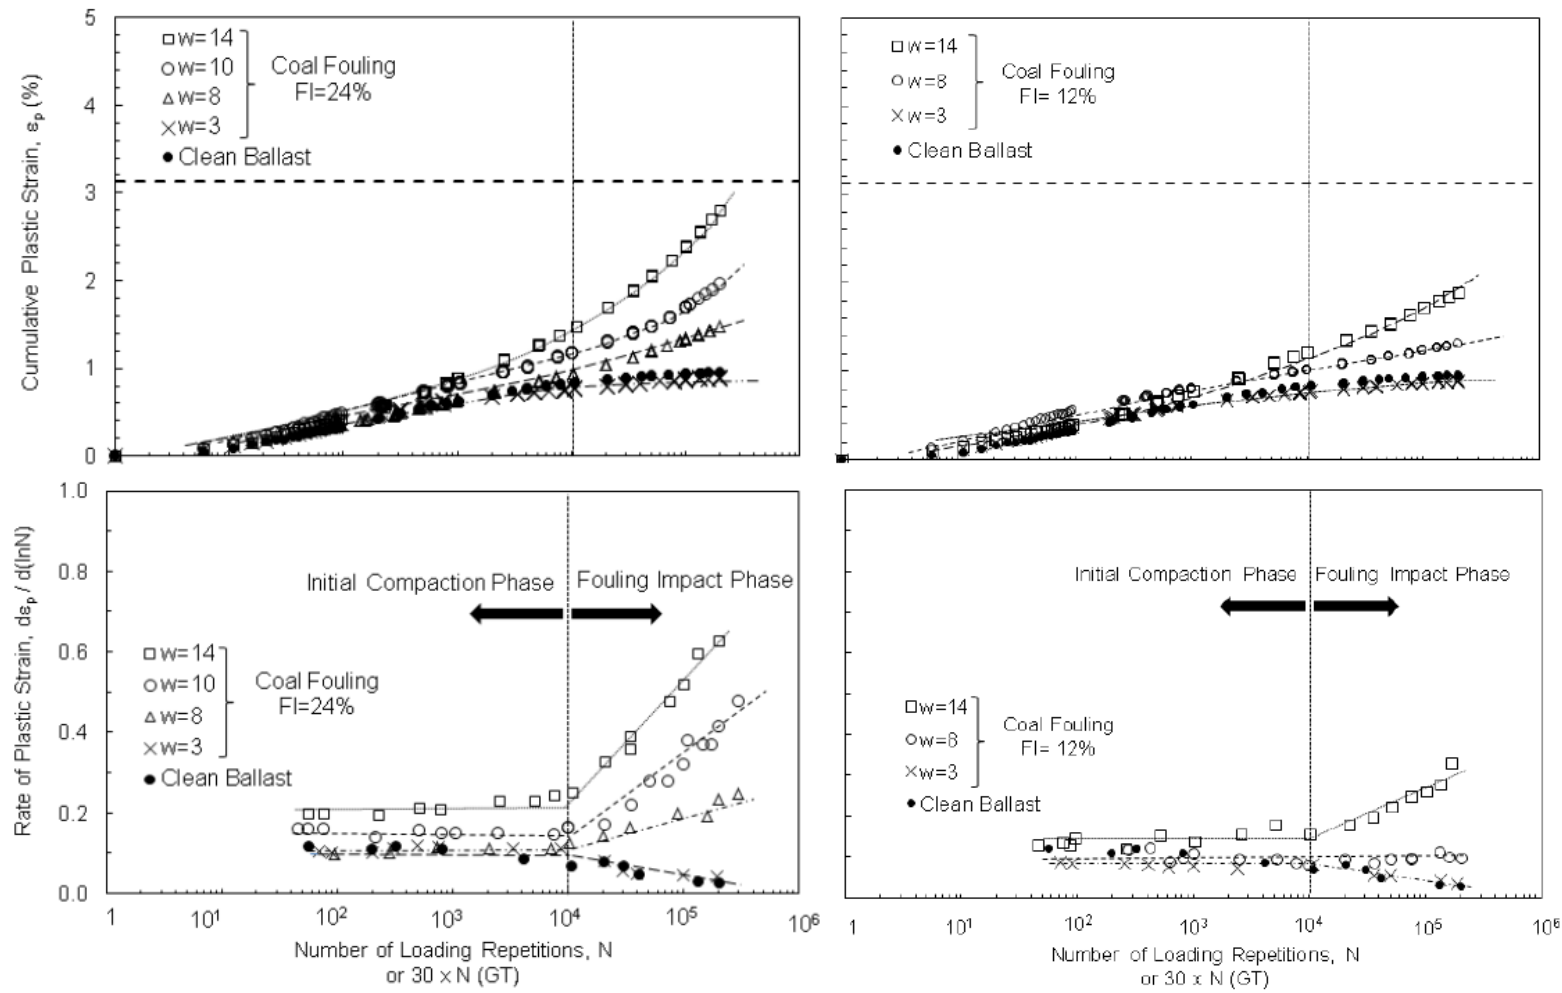 Cumulative Plastic Strain, εp (%)
5
4
3
2
1
0
w=14
w=10
w=8
w=3
Coal Fouling
FI=24%
Clean Ballast
w=14
w=8
w=3
Coal Fouling
FI= 12%
Clean Ballast
Rate of Plastic Strain, dεp / d(lnN)
1.0
0.8
0.6
0.4
0.2
0.0
Initial Compaction Phase
Fouling Impact Phase
w=14
w=10
w=8
w=3
Coal Fouling
FI=24%
Clean Ballast
1 10¹ 10² 10³ 10⁴ 10⁵ 10⁶
Number of Loading Repetitions, N
or 30 × N (GT)
Initial Compaction Phase
Fouling Impact Phase
w=14
w=8
w=3
Coal Fouling
FI= 12%
Clean Ballast
1 10¹ 10² 10³ 10⁴ 10⁵ 10⁶
Number of Loading Repetitions, N
or 30 x N (GT)